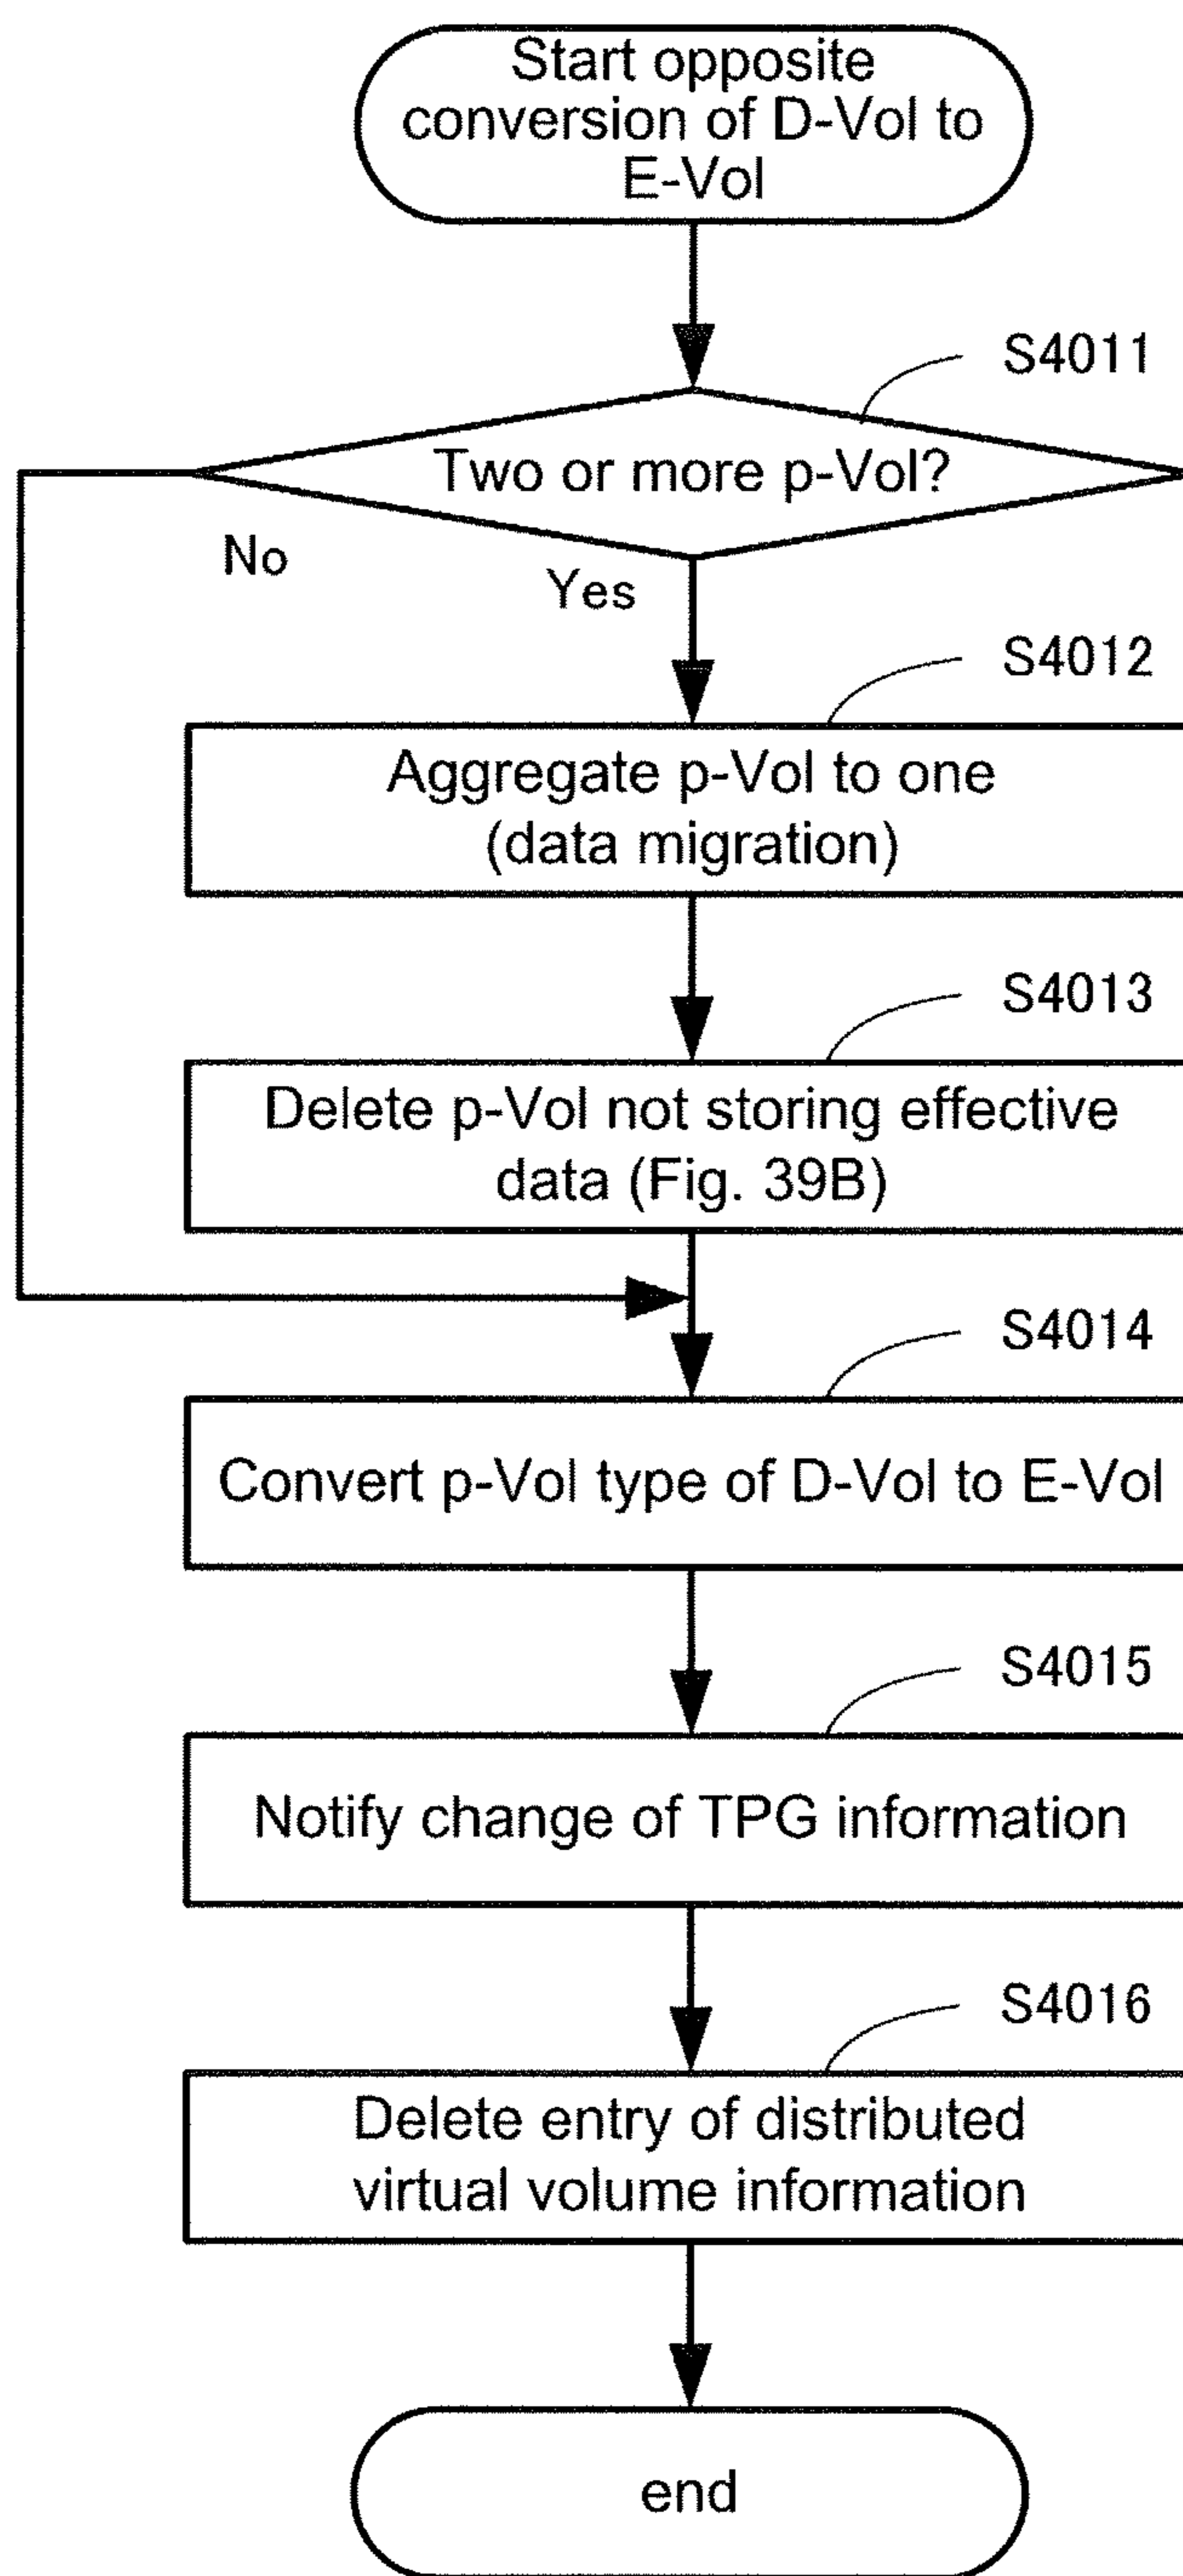 Start opposite
conversion of D-Vol to
E-Vol
S4011
Two or more p-Vol?
No
Yes
S4012
Aggregate p-Vol to one
(data migration)
S4013
Delete p-Vol not storing effective
data (Fig. 39B)
S4014
Convert p-Vol type of D-Vol to E-Vol
S4015
Notify change of TPG information
S4016
Delete entry of distributed
virtual volume information
end